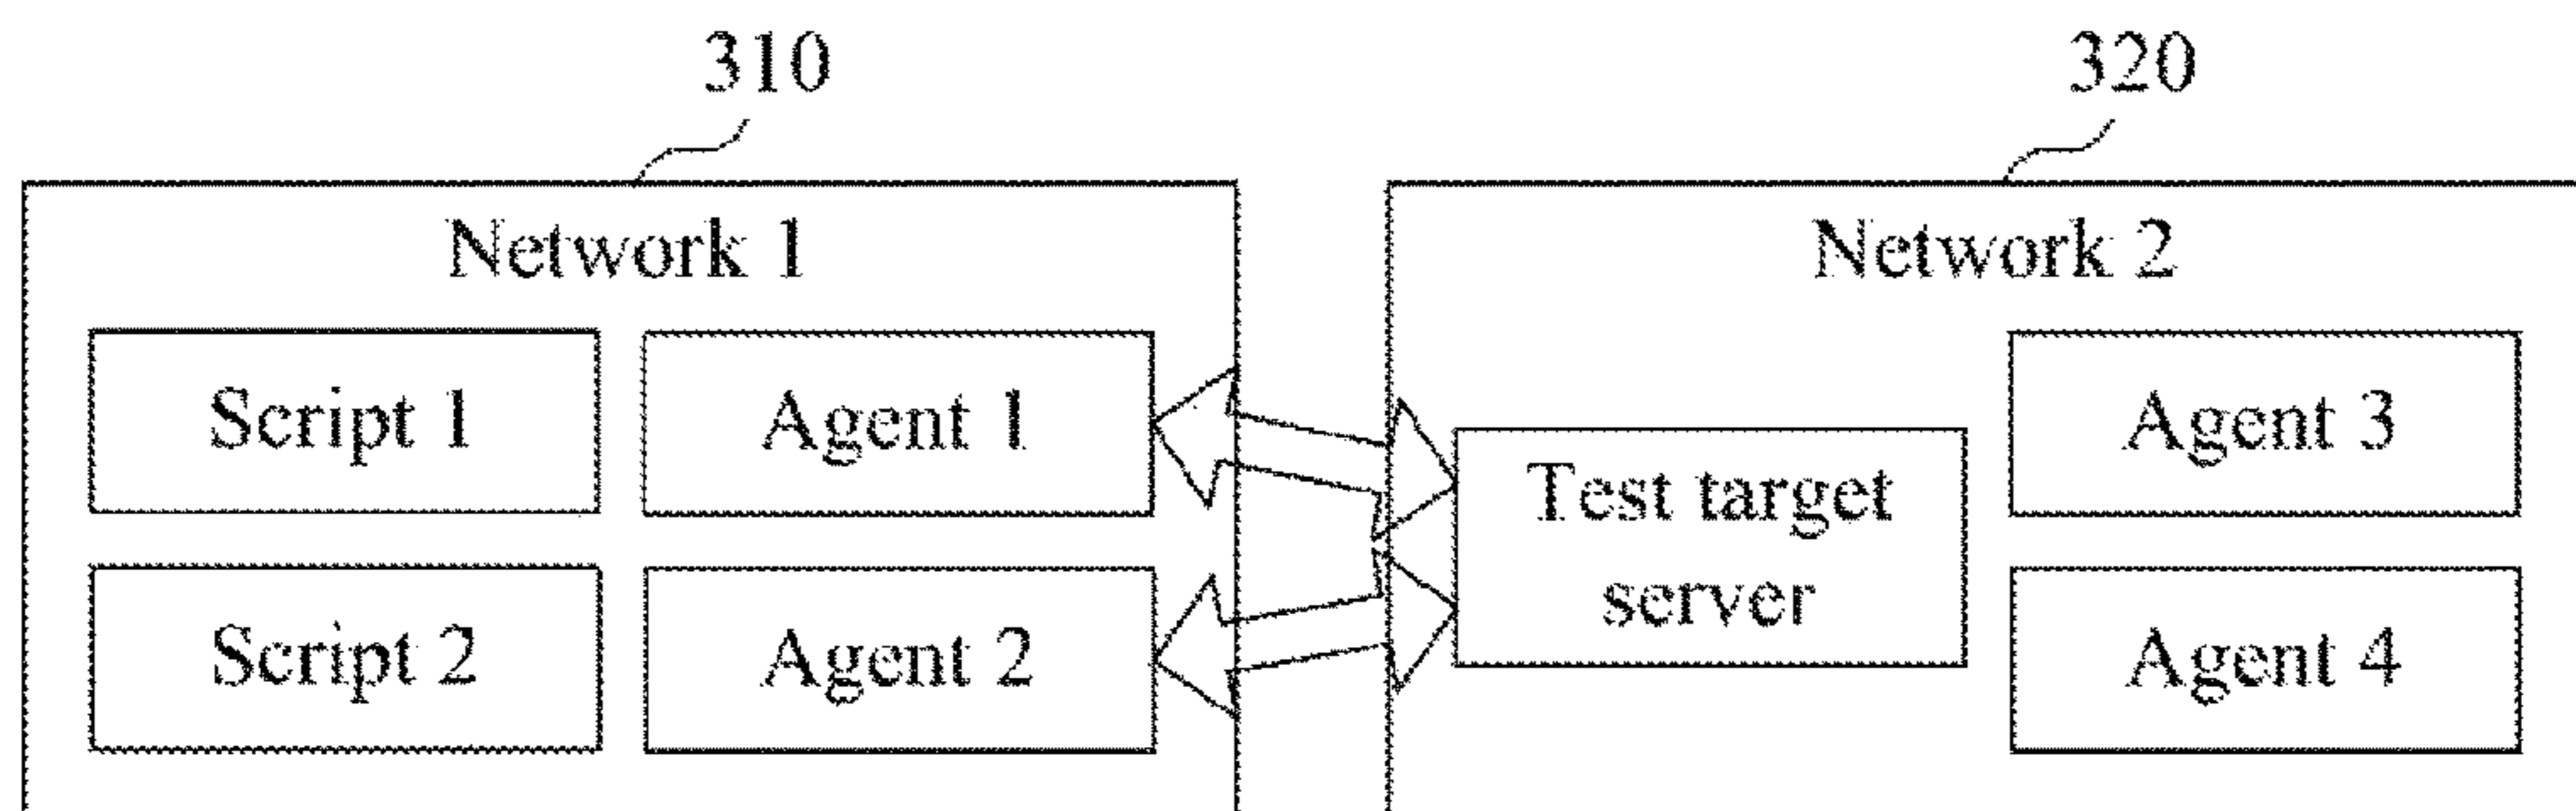 310
320
Network 1
Network 2
Script 1
Agent 1
Test target
server
Agent 3
Script 2
Agent 2
Agent 4